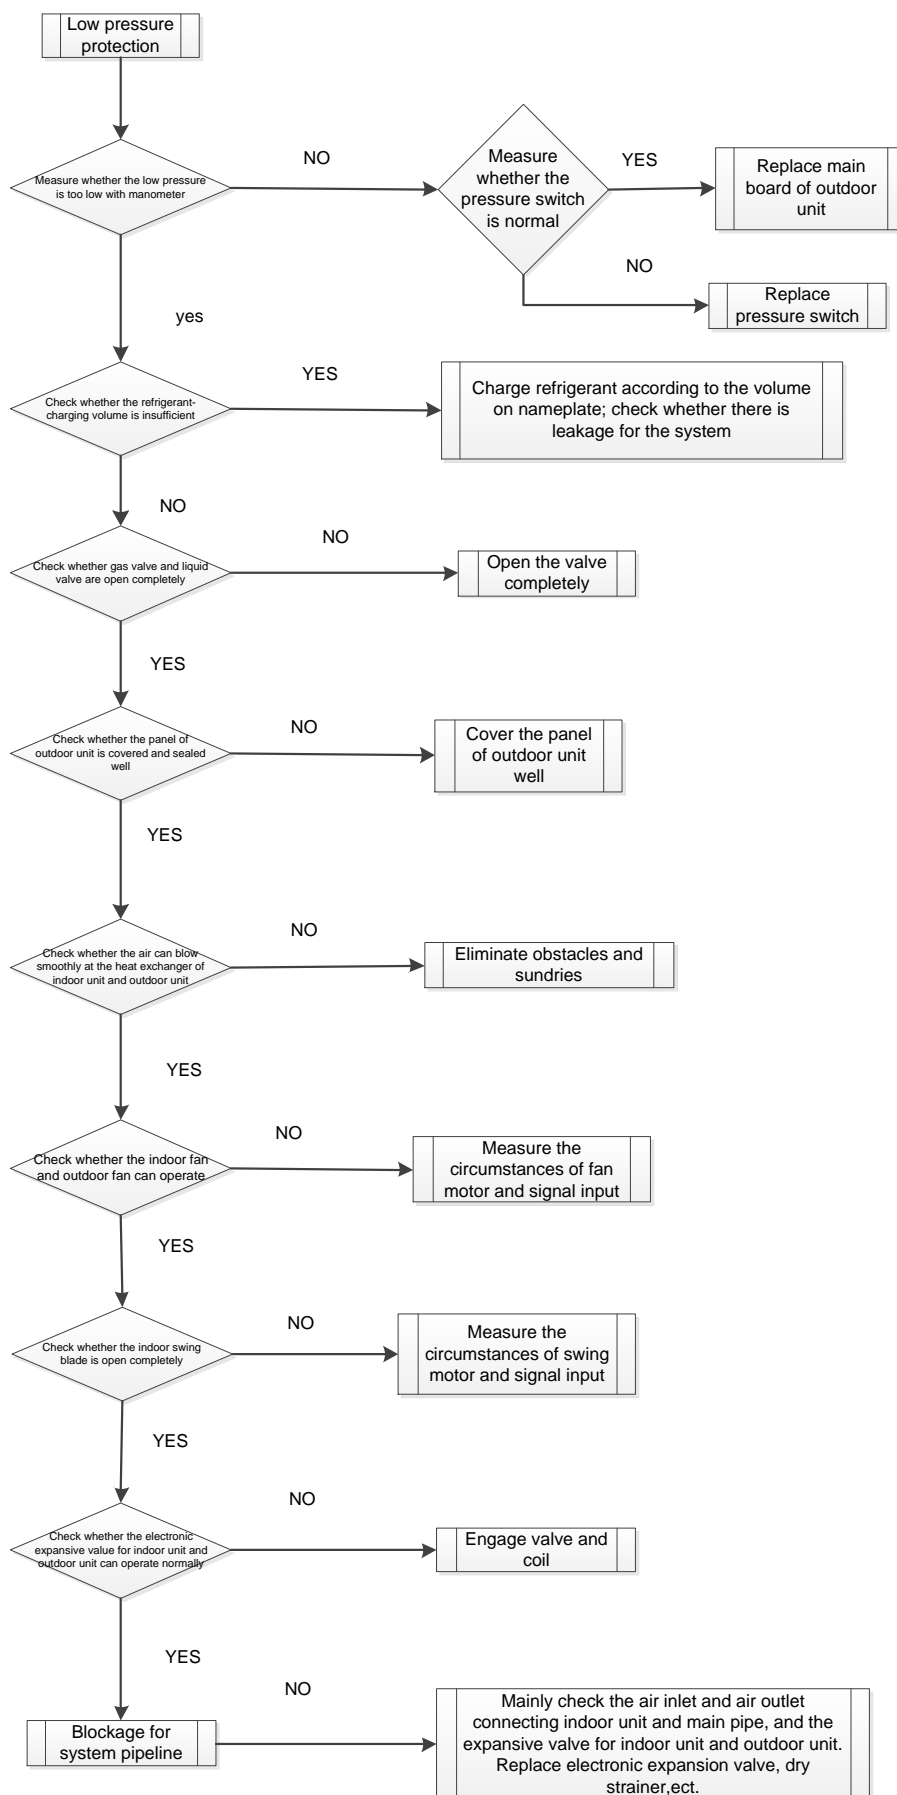 Low pressure
protection
Measure whether the low pressure
is too low with manometer
NO
Measure
whether the
pressure switch
is normal
YES
Replace main
board of outdoor
unit
NO
Replace
pressure switch
yes
Check whether the refrigerant-
charging volume is insufficient
YES
Charge refrigerant according to the volume
on nameplate; check whether there is
leakage for the system
NO
Check whether gas valve and liquid
valve are open completely
NO
Open the valve
completely
YES
Check whether the panel of
outdoor unit is covered and sealed
well
NO
Cover the panel
of outdoor unit
well
YES
Check whether the air can blow
smoothly at the heat exchanger of
indoor unit and outdoor unit
NO
Eliminate obstacles and
sundries
YES
Check whether the indoor fan
and outdoor fan can operate
NO
Measure the
circumstances of fan
motor and signal input
YES
Check whether the indoor swing
blade is open completely
NO
Measure the
circumstances of swing
motor and signal input
YES
Check whether the electronic
expansive value for indoor unit and
outdoor unit can operate normally
NO
Engage valve and
coil
YES
Blockage for
system pipeline
NO
Mainly check the air inlet and air outlet
connecting indoor unit and main pipe, and the
expansive valve for indoor unit and outdoor unit.
Replace electronic expansion valve, dry
strainer,ect.